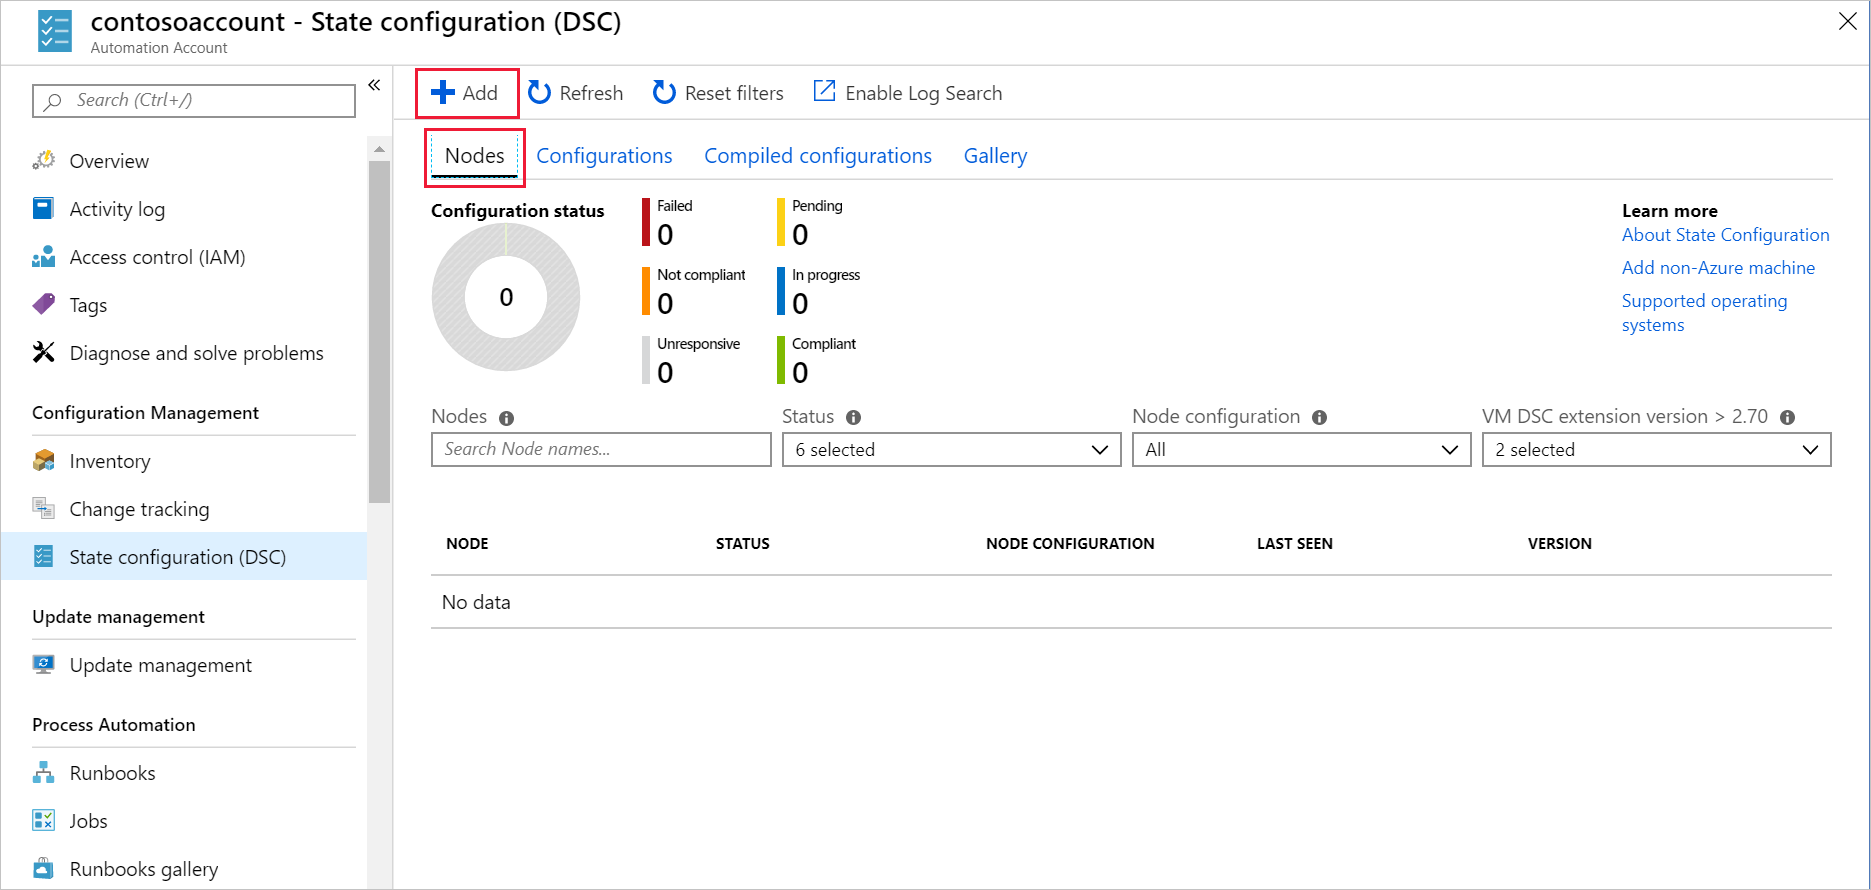 contosoaccount - State configuration (DSC)
Automation Account
Search (Ctrl+/)
Overview
Activity log
Access control (IAM)
Tags
Diagnose and solve problems
Configuration Management
Inventory
Change tracking
State configuration (DSC)
Update management
Update management
Process Automation
Runbooks
Jobs
Runbooks gallery
Add
Refresh
Reset filters
Enable Log Search
Nodes
Configurations
Compiled configurations
Gallery
Configuration status
0
Failed
0
Pending
0
Not compliant
0
In progress
0
Unresponsive
0
Compliant
0
Learn more
About State Configuration
Add non-Azure machine
Supported operating
systems
Nodes
Search Node names...
Status
6 selected
Node configuration
All
VM DSC extension version > 2.70
2 selected
NODE STATUS NODE CONFIGURATION LAST SEEN VERSION
No data